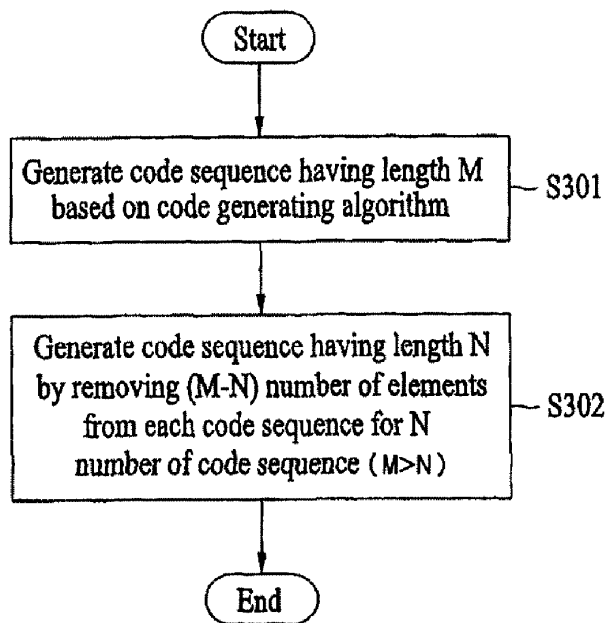 Start
Generate code sequence having length M
based on code generating algorithm
S301
Generate code sequence having length N
by removing (M-N) number of elements
from each code sequence for N
number of code sequence (M>N)
S302
End